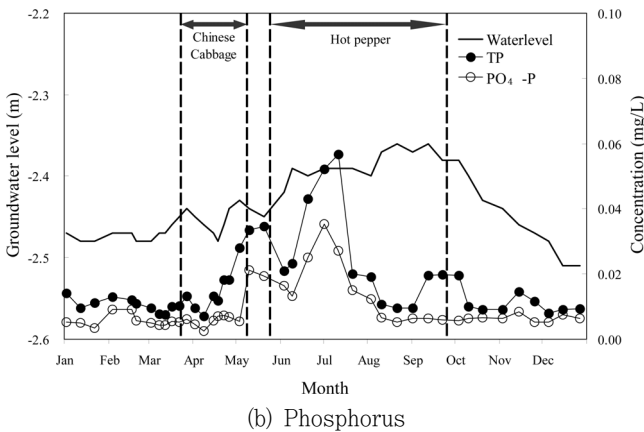 -2.2
-2.3
-2.4
-2.5
-2.6
Groundwater level (m)
Chinese
Cabbage
Hot pepper
Waterlevel
TP
PO₄ -P
0.10
0.08
0.06
0.04
0.02
0.00
Concentration (mg/L)
Jan Feb Mar Apr May Jun Jul Aug Sep Oct Nov Dec
Month
(b) Phosphorus